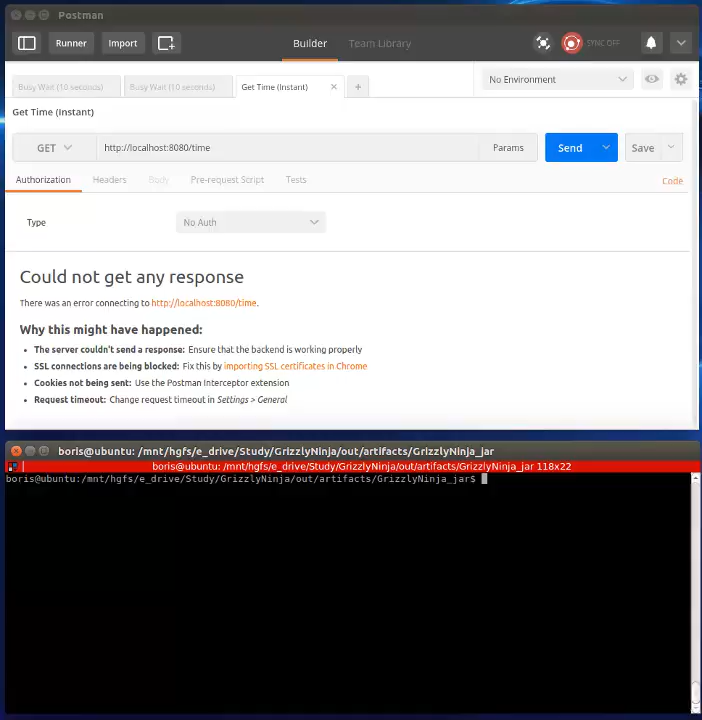 Postman
Runner Import Builder Team Library SYNC OFF
Busy Wait (10 seconds) Busy Wait (10 seconds) Get Time (Instant) × + No Environment
Get Time (Instant)
GET http://localhost:8080/time Params Send Save
Authorization Headers Body Pre-request Script Tests Code
Type No Auth
Could not get any response
There was an error connecting to http://localhost:8080/time.
Why this might have happened:
• The server couldn't send a response: Ensure that the backend is working properly
• SSL connections are being blocked: Fix this by importing SSL certificates in Chrome
• Cookies not being sent: Use the Postman Interceptor extension
• Request timeout: Change request timeout in Settings > General
boris@ubuntu: /mnt/hgfs/e_drive/Study/GrizzlyNinja/out/artifacts/GrizzlyNinja_jar
boris@ubuntu: /mnt/hgfs/e_drive/Study/GrizzlyNinja/out/artifacts/GrizzlyNinja_jar 118x22
boris@ubuntu:/mnt/hgfs/e_drive/Study/GrizzlyNinja/out/artifacts/GrizzlyNinja_jar$